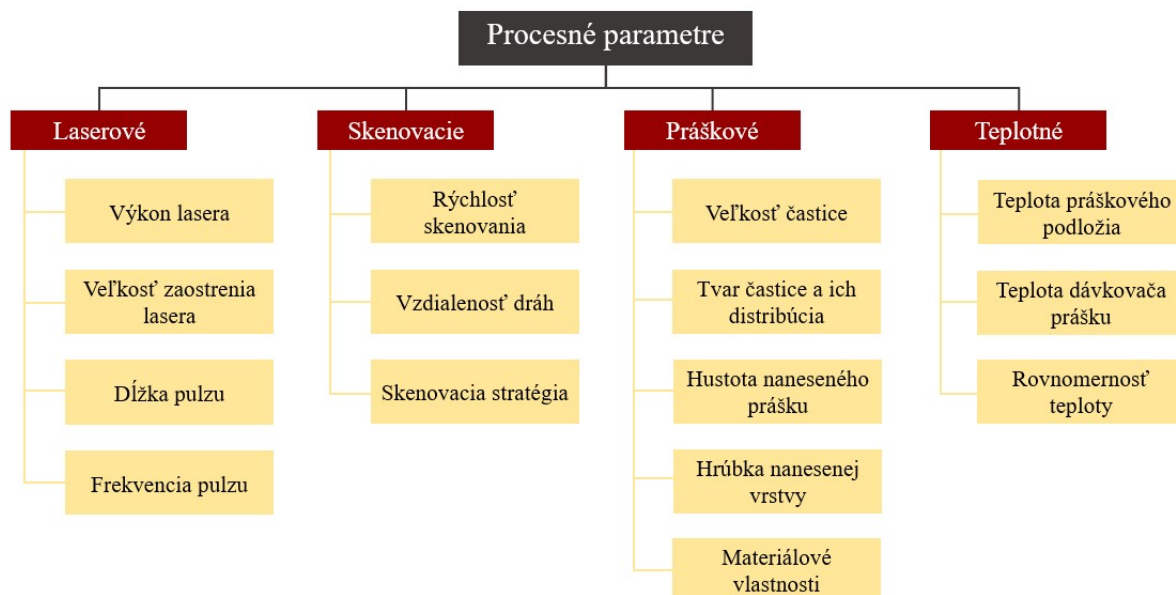 Procesné parametre
Laserové
Výkon lasera
Veľkosť zaostrenia
lasera
Dĺžka pulzu
Frekvencia pulzu
Skenovacie
Rýchlosť
skenovania
Vzdialenosť dráh
Skenovacia stratégia
Práškové
Veľkosť častice
Tvar častice a ich
distribúcia
Hustota naneseného
prášku
Hrúbka nanesenej
vrstvy
Materiálové
vlastnosti
Teplotné
Teplota práškového
podložia
Teplota dávkovača
prášku
Rovnomernosť
teploty